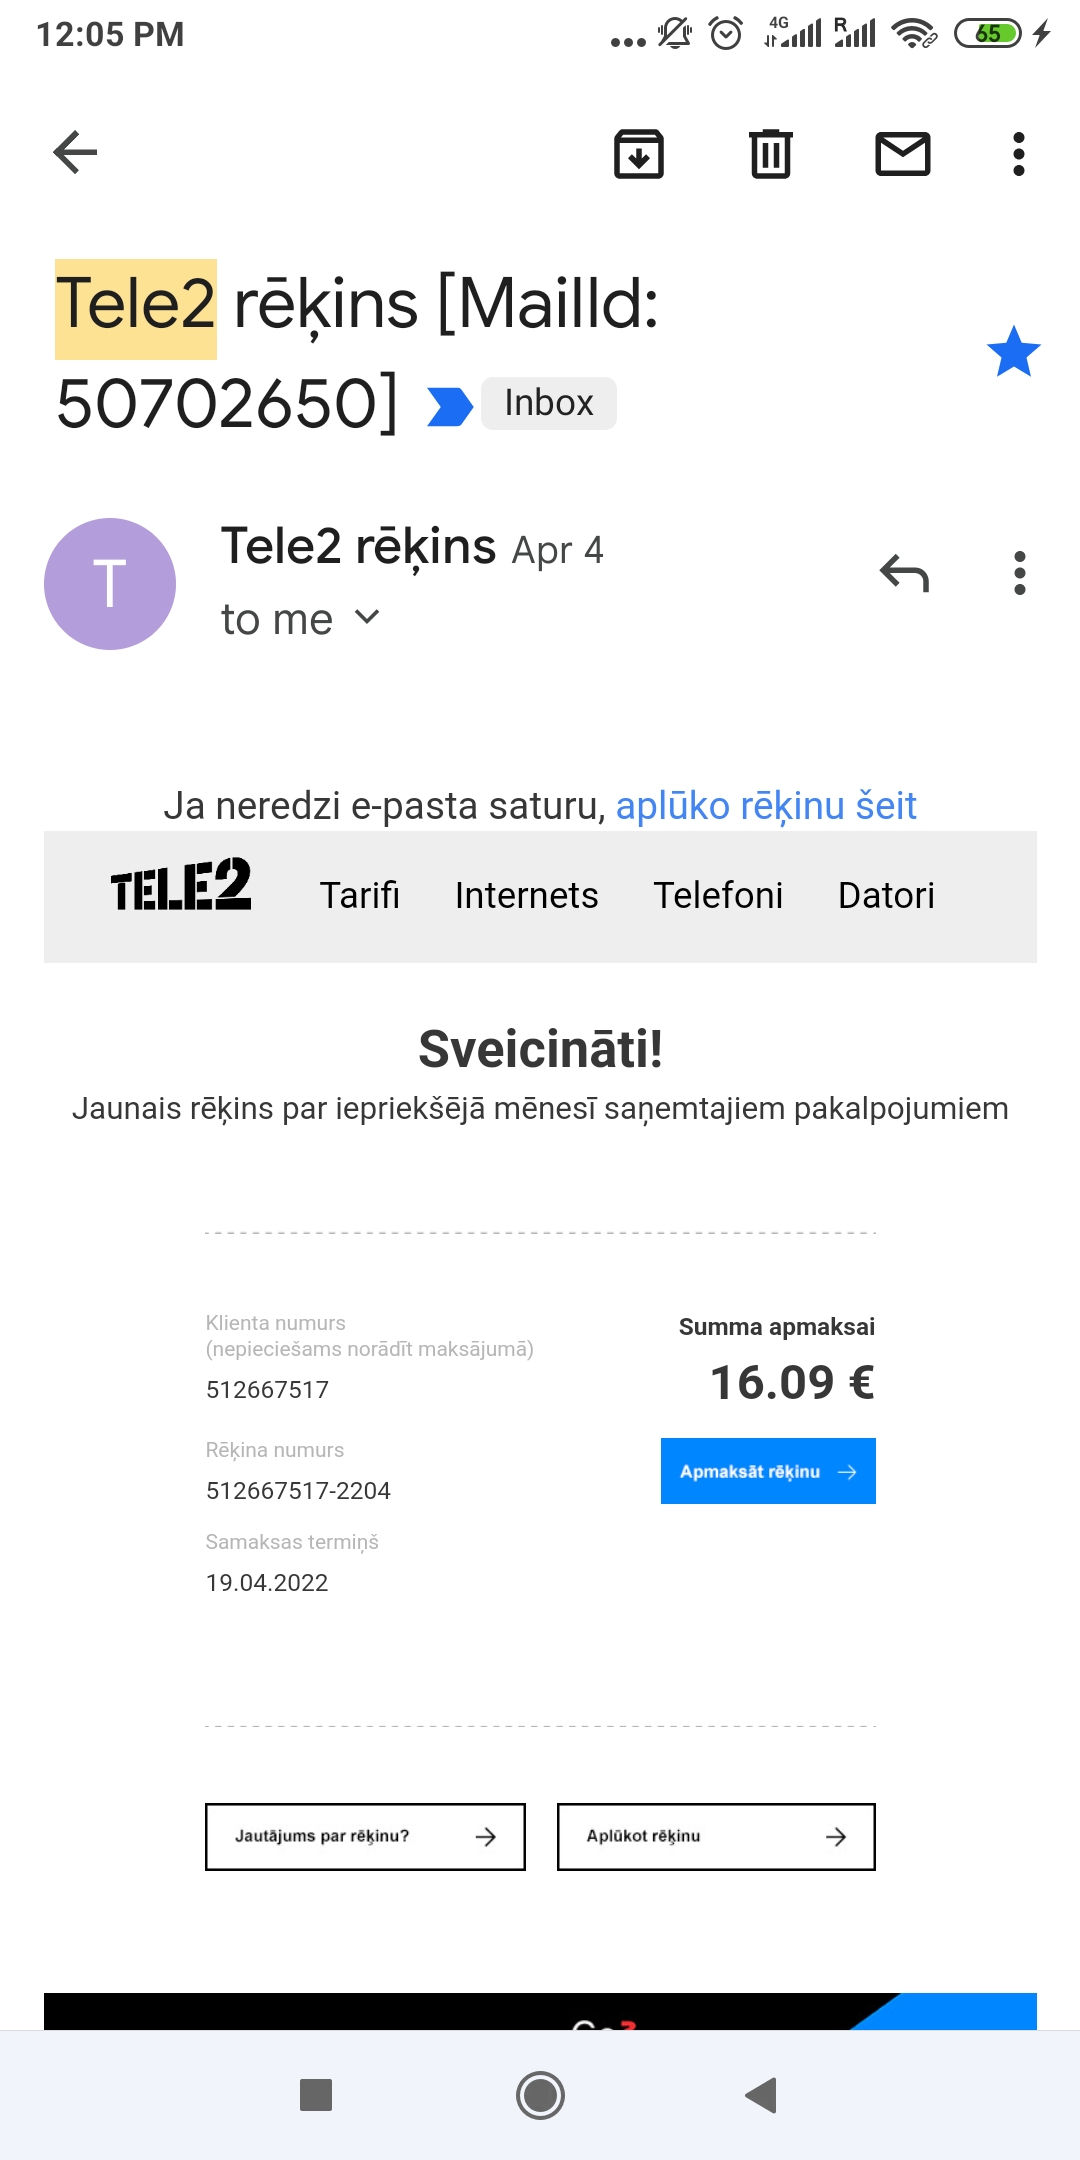 12:05 PM
4G R 65
Tele2 rēķins [MailId:
50702650] Inbox
T
Tele2 rēķins Apr 4
to me
Ja neredzi e-pasta saturu, aplūko rēķinu šeit
TELE2 Tarifi Internets Telefoni Datori
Sveicināti!
Jaunais rēķins par iepriekšējā mēnesī saņemtajiem pakalpojumiem
Klienta numurs
(nepieciešams norādīt maksājumā)
512667517
Summa apmaksai
16.09 €
Apmaksāt rēķinu
Rēķina numurs
512667517-2204
Samaksas termiņš
19.04.2022
Jautājums par rēķinu?
Aplūkot rēķinu